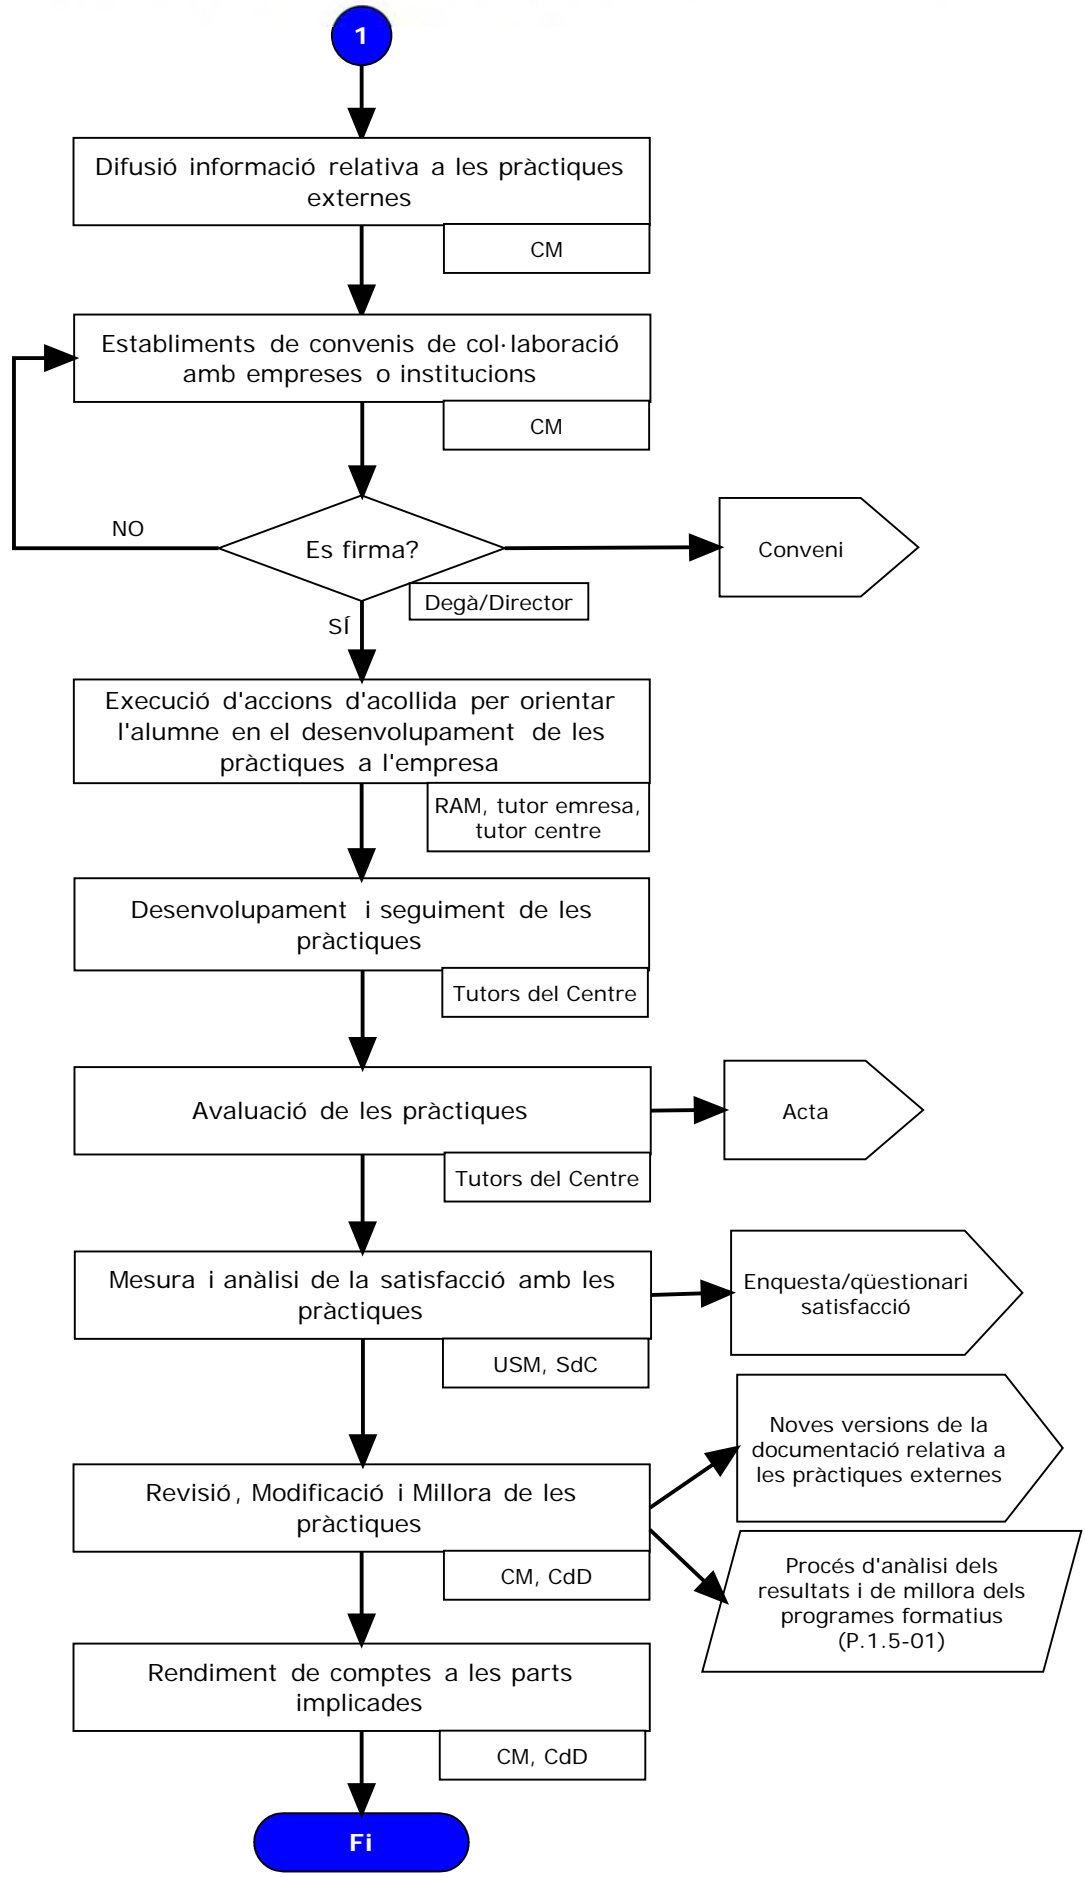 1
Difusió informació relativa a les pràctiques
externes
CM
Establiments de convenis de col·laboració
amb empreses o institucions
CM
NO
Es firma?
Conveni
Degà/Director
SÍ
Execució d'accions d'acollida per orientar
l'alumne en el desenvolupament de les
pràctiques a l'empresa
RAM, tutor emresa,
tutor centre
Desenvolupament i seguiment de les
pràctiques
Tutors del Centre
Avaluació de les pràctiques
Acta
Tutors del Centre
Mesura i anàlisi de la satisfacció amb les
pràctiques
Enquesta/qüestionari
satisfacció
USM, SdC
Noves versions de la
documentació relativa a
les pràctiques externes
Revisió, Modificació i Millora de les
pràctiques
CM, CdD
Procés d'anàlisi dels
resultats i de millora dels
programes formatius
(P.1.5-01)
Rendiment de comptes a les parts
implicades
CM, CdD
Fi